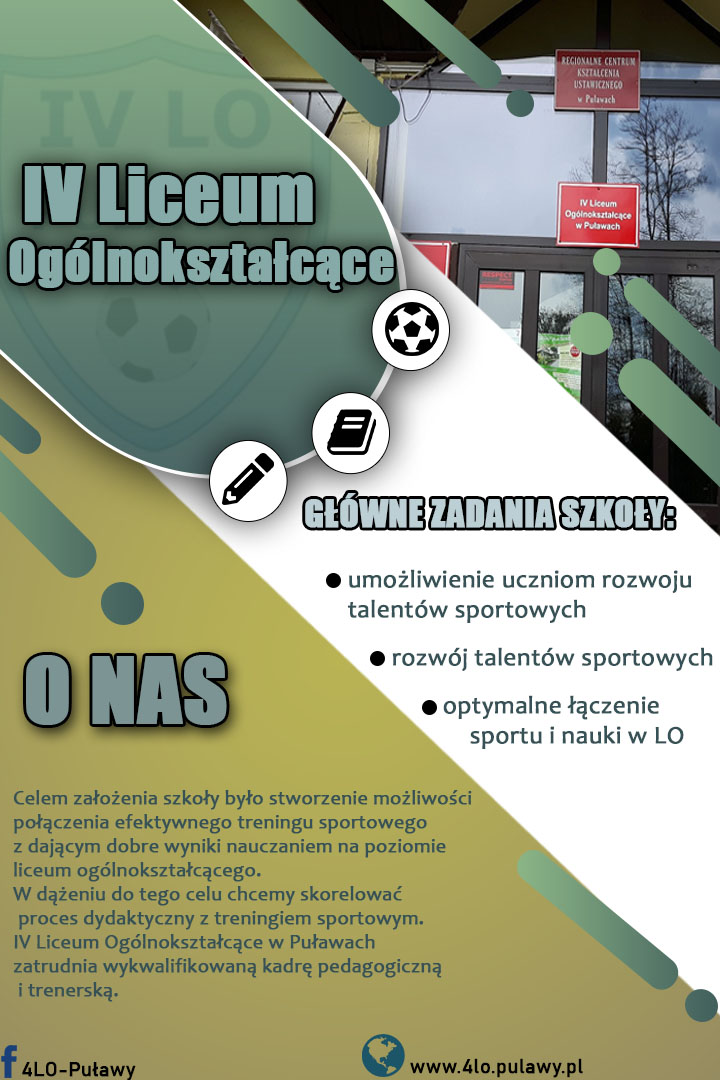 IV LO
IV Liceum
Ogólnokształcące
REGIONALNE CENTRUM
KSZTAŁCENIA
USTAWICZNEGO
w Puławach
IV Liceum
Ogólnokształcące
w Puławach
RESPECT
GŁÓWNE ZADANIA SZKOŁY:
umożliwienie uczniom rozwoju
talentów sportowych
rozwój talentów sportowych
optymalne łączenie
sportu i nauki w LO
O NAS
Celem założenia szkoły było stworzenie możliwości
połączenia efektywnego treningu sportowego
z dającym dobre wyniki nauczaniem na poziomie
liceum ogólnokształcącego.
W dążeniu do tego celu chcemy skorelować
proces dydaktyczny z treningiem sportowym.
IV Liceum Ogólnokształcące w Puławach
zatrudnia wykwalifikowaną kadrę pedagogiczną
i trenerską.
f 4LO-Puławy
www.4lo.pulawy.pl